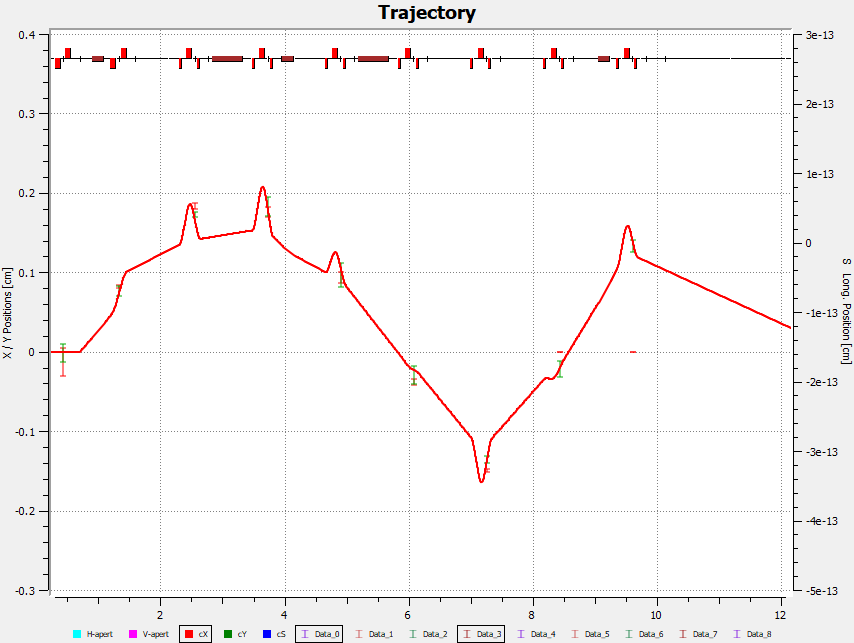 Trajectory
0.4
0.3
0.2
0.1
0
-0.1
-0.2
-0.3
X / Y Positions [cm]
3e-13
2e-13
1e-13
0
-1e-13
-2e-13
-3e-13
-4e-13
-5e-13
S Long. Position [cm]
2 4 6 8 10 12
H-apert V-apert cX cY cS Data_0 Data_1 Data_2 Data_3 Data_4 Data_5 Data_6 Data_7 Data_8